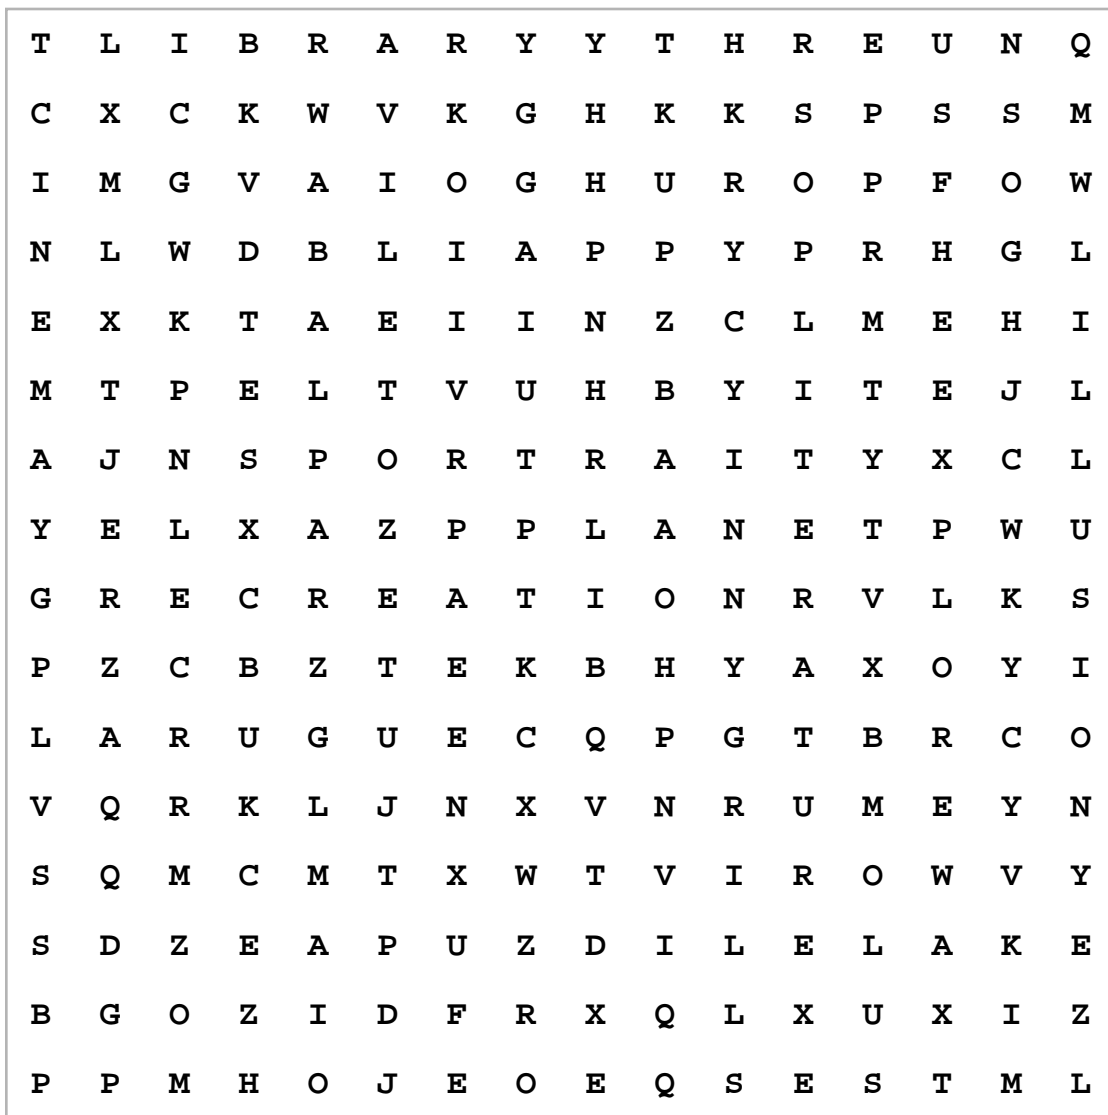 T L I B R A R Y Y T H R E U N Q
C X C K W V K G H K K S P S S M
I M G V A I O G H U R O P F O W
N L W D B L I A P P Y P R H G L
E X K T A E I I N Z C L M E H I
M T P E L T V U H B Y I T E J L
A J N S P O R T R A I T Y X C L
Y E L X A Z P P L A N E T P W U
G R E C R E A T I O N R V L K S
P Z C B Z T E K B H Y A X O Y I
L A R U G U E C Q P G T B R C O
V Q R K L J N X V N R U M E Y N
S Q M C M T X W T V I R O W V Y
S D Z E A P U Z D I L E L A K E
B G O Z I D F R X Q L X U X I Z
P P M H O J E O E Q S E S T M L